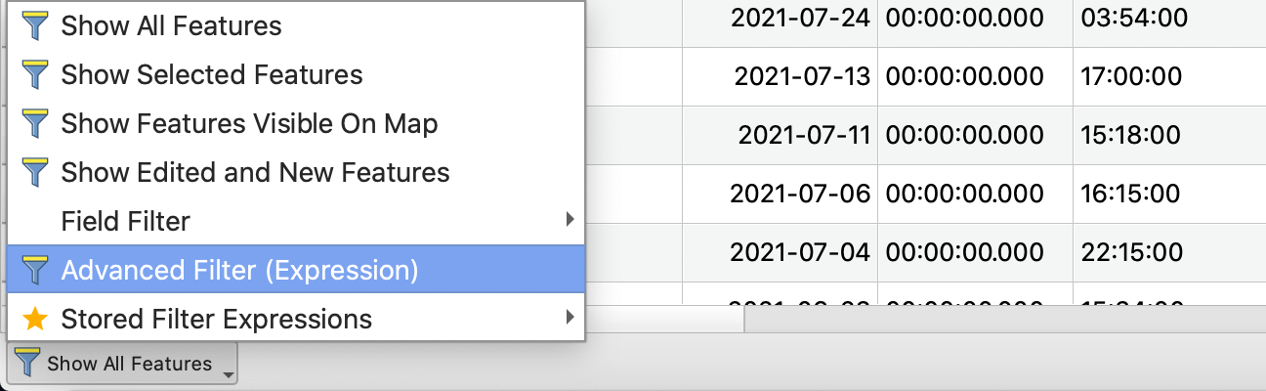 Show All Features
Show Selected Features
Show Features Visible On Map
Show Edited and New Features
Field Filter
Advanced Filter (Expression)
Stored Filter Expressions
Show All Features
2021-07-24 00:00:00.000 03:54:00
2021-07-13 00:00:00.000 17:00:00
2021-07-11 00:00:00.000 15:18:00
2021-07-06 00:00:00.000 16:15:00
2021-07-04 00:00:00.000 22:15:00